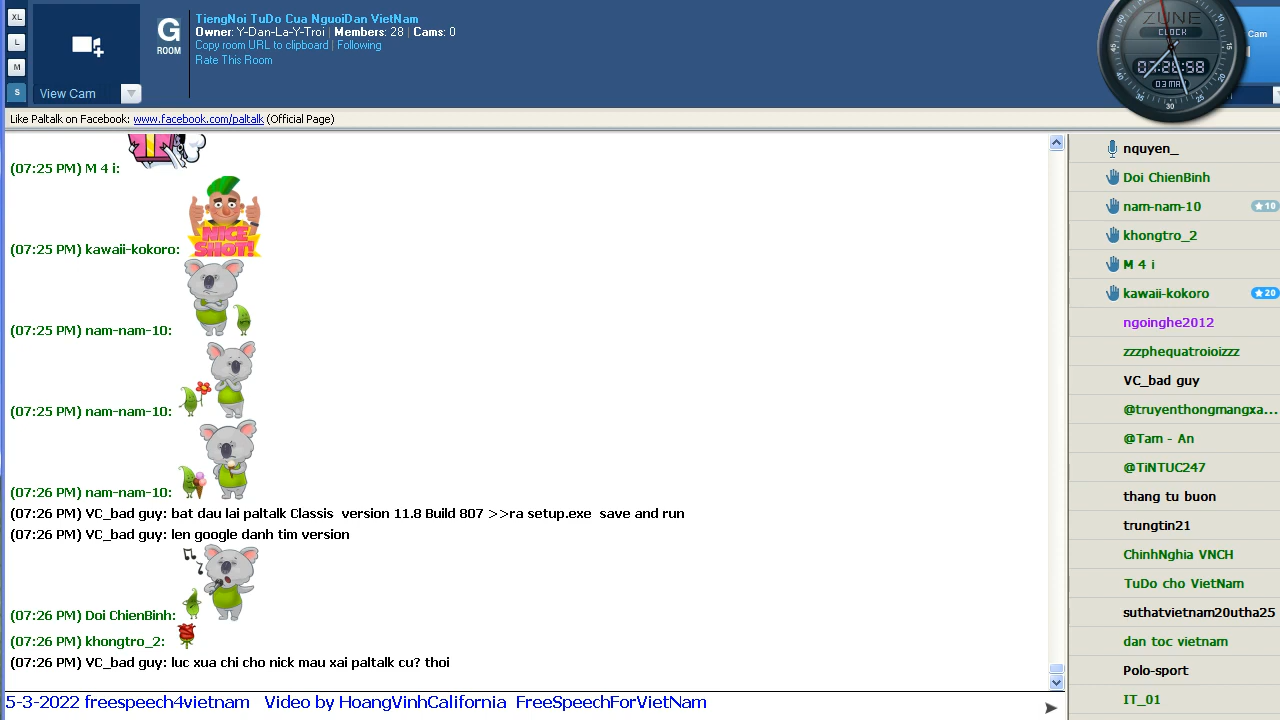 XL
L
M
S
View Cam
G
ROOM
TiengNoi TuDo Cua NguoiDan VietNam
Owner: Y-Dan-La-Y-Troi | Members: 28 | Cams: 0
Copy room URL to clipboard | Following
Rate This Room
ZUNE
CLOCK
03 MAY
Cam
Like Paltalk on Facebook: www.facebook.com/paltalk (Official Page)
(07:25 PM) M 4 i:
NICE
SHOT!
(07:25 PM) kawaii-kokoro:
(07:25 PM) nam-nam-10:
(07:25 PM) nam-nam-10:
(07:26 PM) nam-nam-10:
(07:26 PM) VC_bad guy: bat dau lai paltalk Classis version 11.8 Build 807 >>ra setup.exe save and run
(07:26 PM) VC_bad guy: len google danh tim version
(07:26 PM) Doi ChienBinh:
(07:26 PM) khongtro_2:
(07:26 PM) VC_bad guy: luc xua chi cho nick mau xai paltalk cu? thoi
5-3-2022 freespeech4vietnam Video by HoangVinhCalifornia FreeSpeechForVietNam
nquyen_
Doi ChienBinh
nam-nam-10 10
khongtro_2
M 4 i
kawaii-kokoro 20
ngoinghe2012
zzzphequatroioizzz
VC_bad guy
@truyenthongmangxa...
@Tam - An
@TiNTUC247
thang tu buon
trungtin21
ChinhNghia VNCH
TuDo cho VietNam
suthatvietnam20utha25
dan toc vietnam
Polo-sport
IT_01